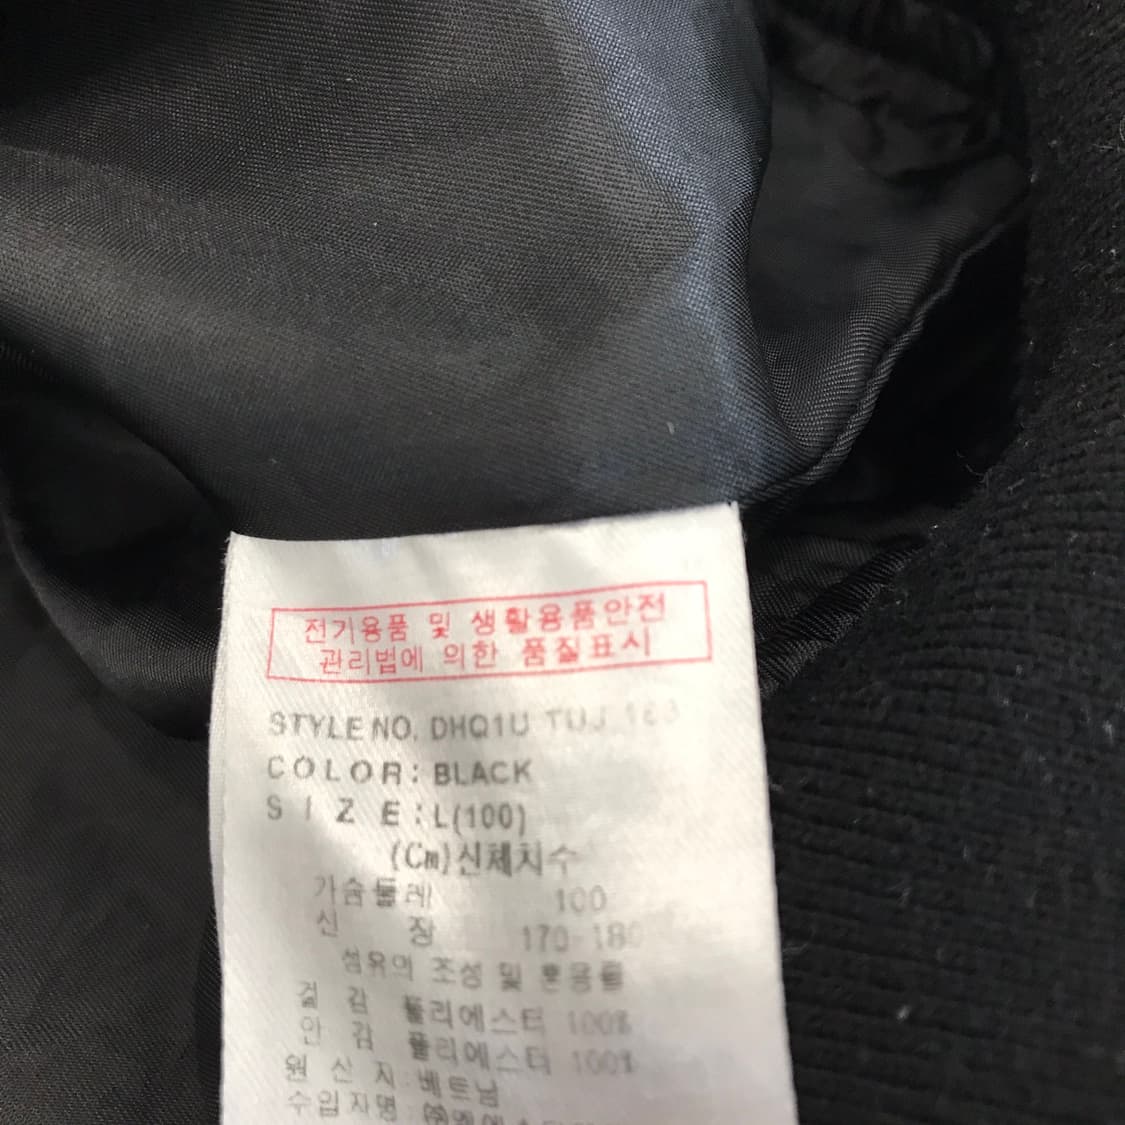 전기용품 및 생활용품안전
관리법에 의한 품질표시
STYLE NO. DHQ1U TUJ
COLOR: BLACK
SIZE: L(100)
(Cm)신체치수
가슴둘레 100
신 장 170-180
섬유의 조성 및 혼용률
겉 감 폴리에스터 100%
안 감 폴리에스터 100%
원 산 지: 베트남
수입자명: